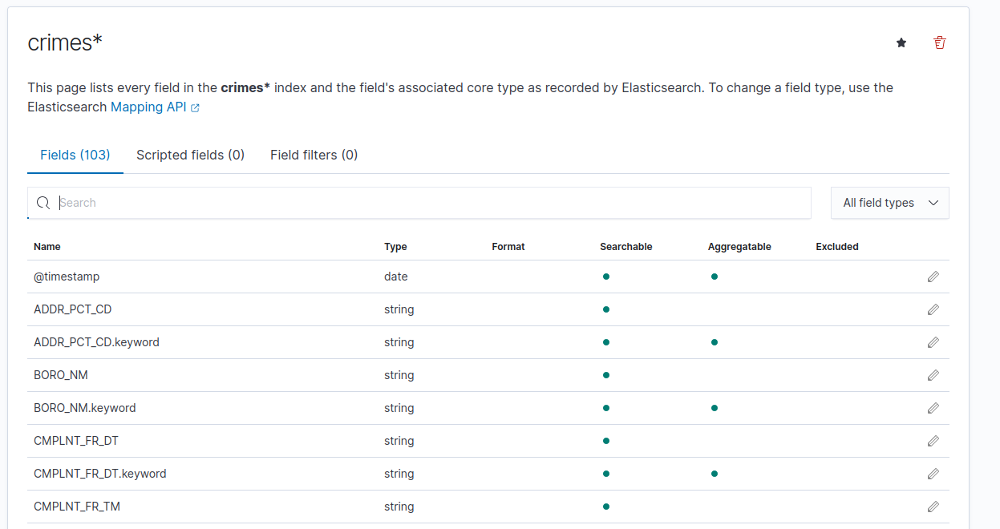 crimes*
This page lists every field in the crimes* index and the field's associated core type as recorded by Elasticsearch. To change a field type, use the
Elasticsearch Mapping API
Fields (103) Scripted fields (0) Field filters (0)
Search All field types
Name Type Format Searchable Aggregatable Excluded
@timestamp date
ADDR_PCT_CD string
ADDR_PCT_CD.keyword string
BORO_NM string
BORO_NM.keyword string
CMPLNT_FR_DT string
CMPLNT_FR_DT.keyword string
CMPLNT_FR_TM string